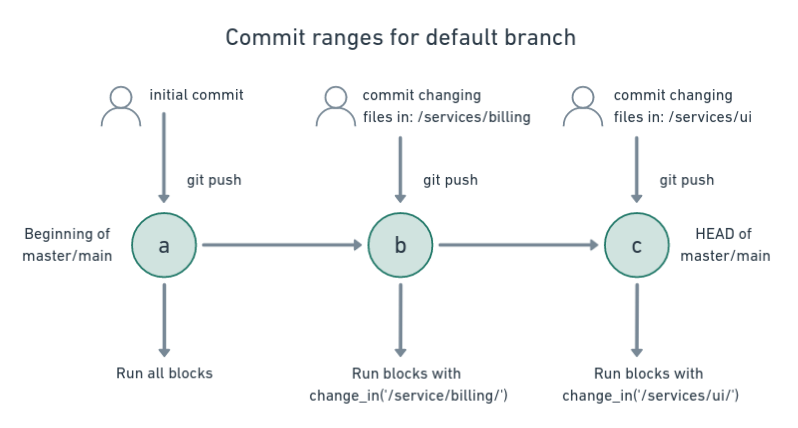 Commit ranges for default branch
initial commit
commit changing
files in: /services/billing
commit changing
files in: /services/ui
git push
git push
git push
Beginning of
master/main
a
b
c
HEAD of
master/main
Run all blocks
Run blocks with
change_in('/service/billing/')
Run blocks with
change_in('/services/ui/')